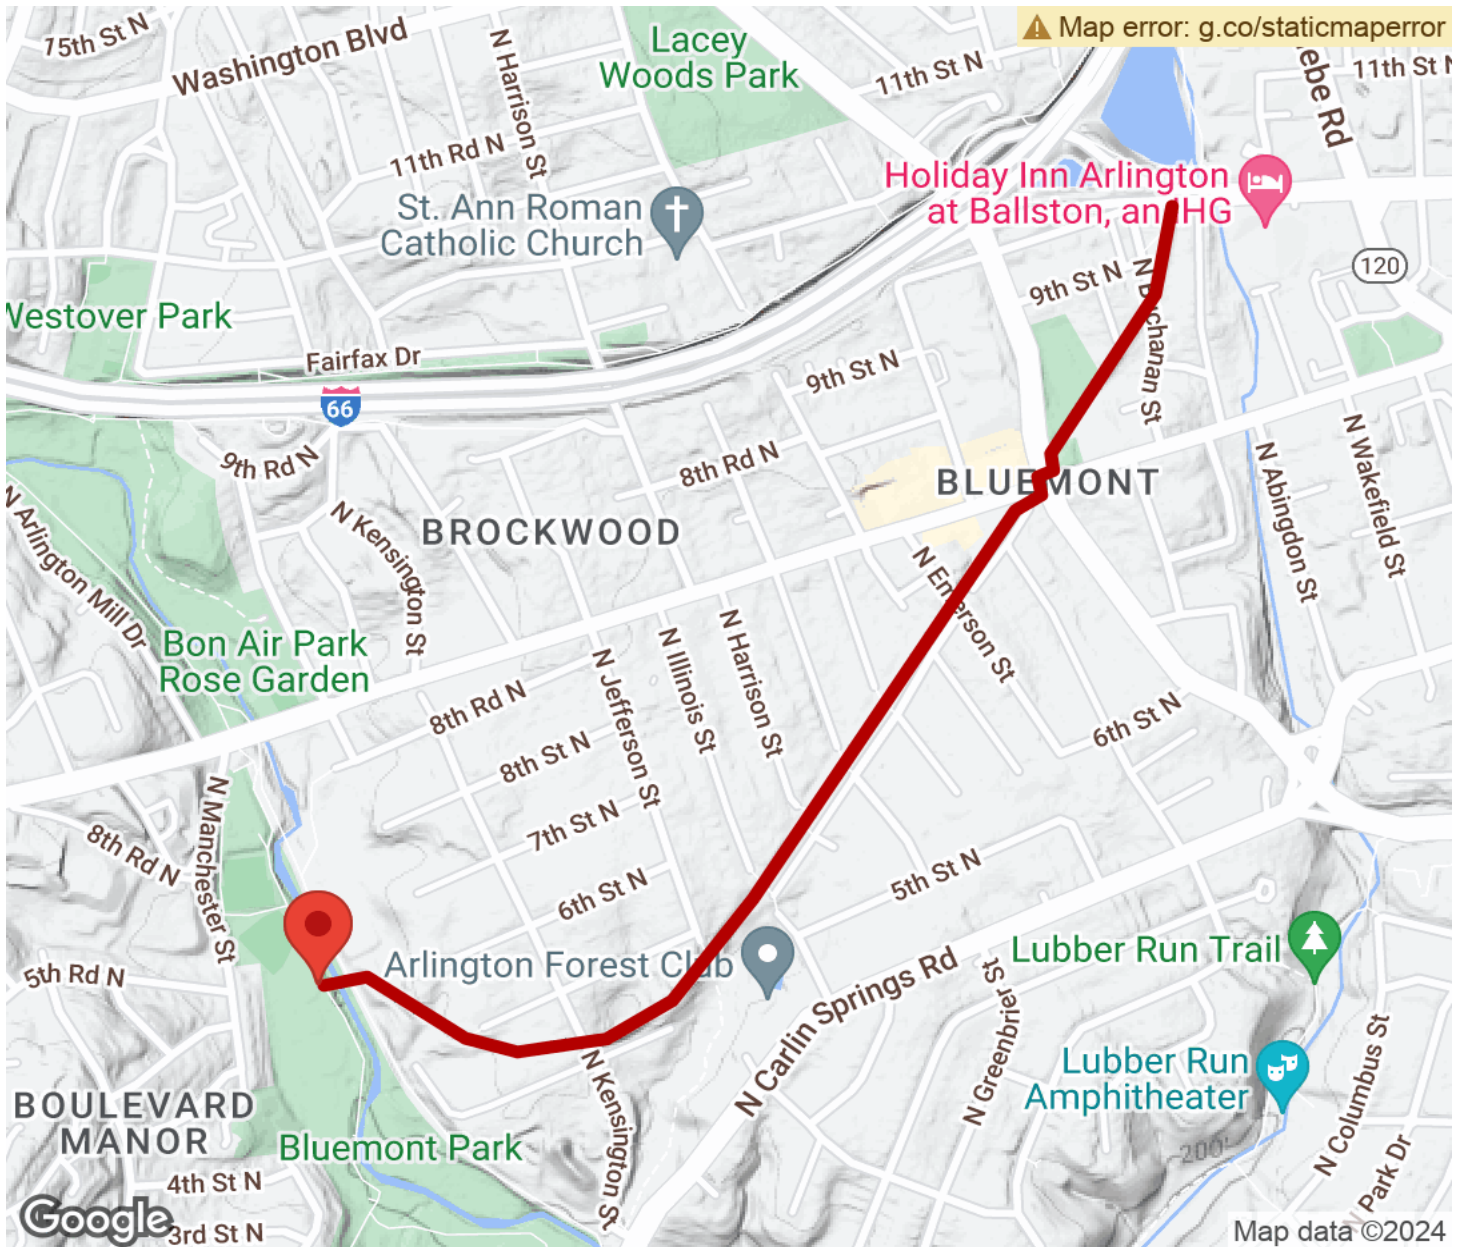 Map error: g.co/staticmaperror
15th St N
Washington Blvd
N Harrison St
Lacey
Woods Park
11th St N
11th St N
11th Rd N
Holiday Inn Arlington
at Ballston, an IHG
St. Ann Roman
Catholic Church
120
9th St N
N Buchanan St
Westover Park
Fairfax Dr
66
9th St N
9th Rd N
8th Rd N
BLUEMONT
BROCKWOOD
N Kensington St
N Arlington Mill Dr
N Emerson St
N Abingdon St
N Wakefield St
Bon Air Park
Rose Garden
8th Rd N
N Jefferson St
N Illinois St
N Harrison St
6th St N
8th St N
N Manchester St
7th St N
8th Rd N
6th St N
5th St N
5th Rd N
Arlington Forest Club
N Carlin Springs Rd
N Greenbrier St
Lubber Run Trail
Lubber Run
Amphitheater
N Columbus St
BOULEVARD
MANOR
Bluemont Park
N Kensington St
200'
N Park Dr
4th St N
3rd St N
Google
Map data ©2024